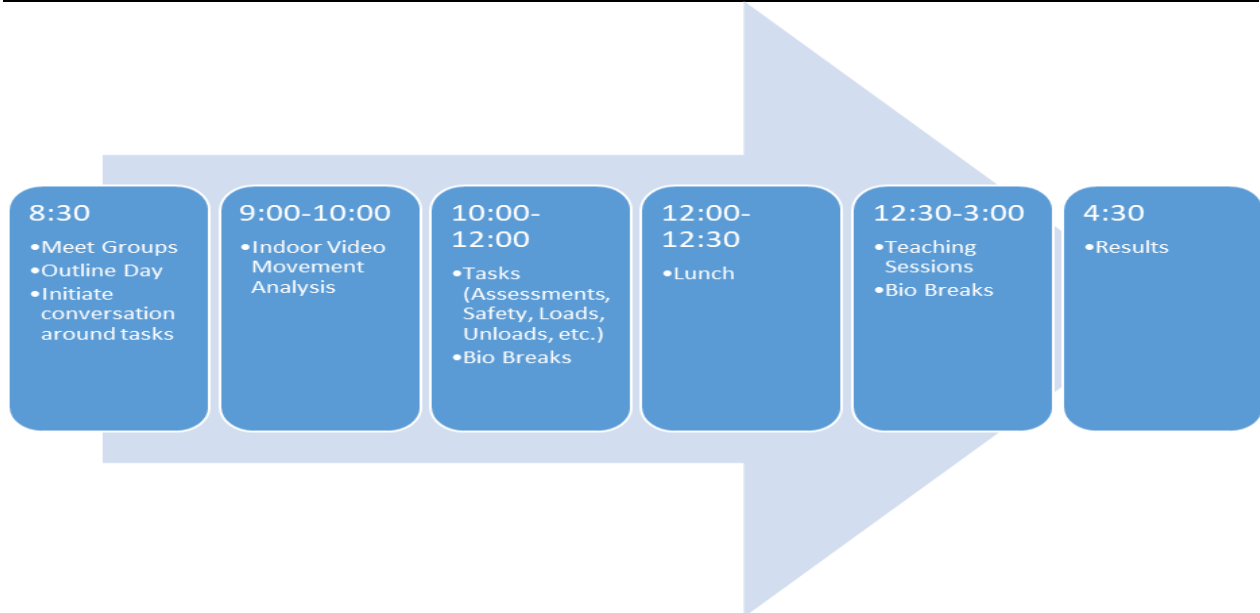 8:30
•Meet Groups
•Outline Day
•Initiate
conversation
around tasks
9:00-10:00
•Indoor Video
Movement
Analysis
10:00-
12:00
•Tasks
(Assessments,
Safety, Loads,
Unloads, etc.)
•Bio Breaks
12:00-
12:30
•Lunch
12:30-3:00
•Teaching
Sessions
•Bio Breaks
4:30
•Results